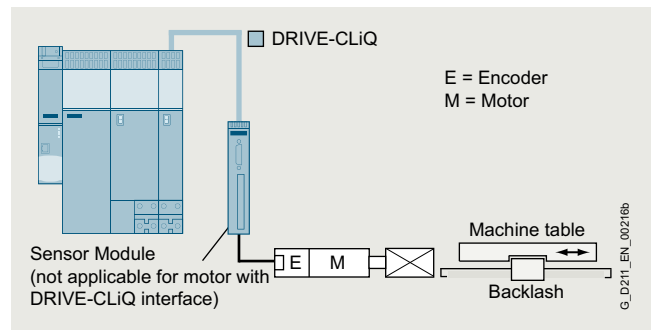 DRIVE-CLiQ
E = Encoder
M = Motor
Sensor Module
(not applicable for motor with
DRIVE-CLiQ interface)
E
M
Machine table
Backlash
G_D211_EN_00216b